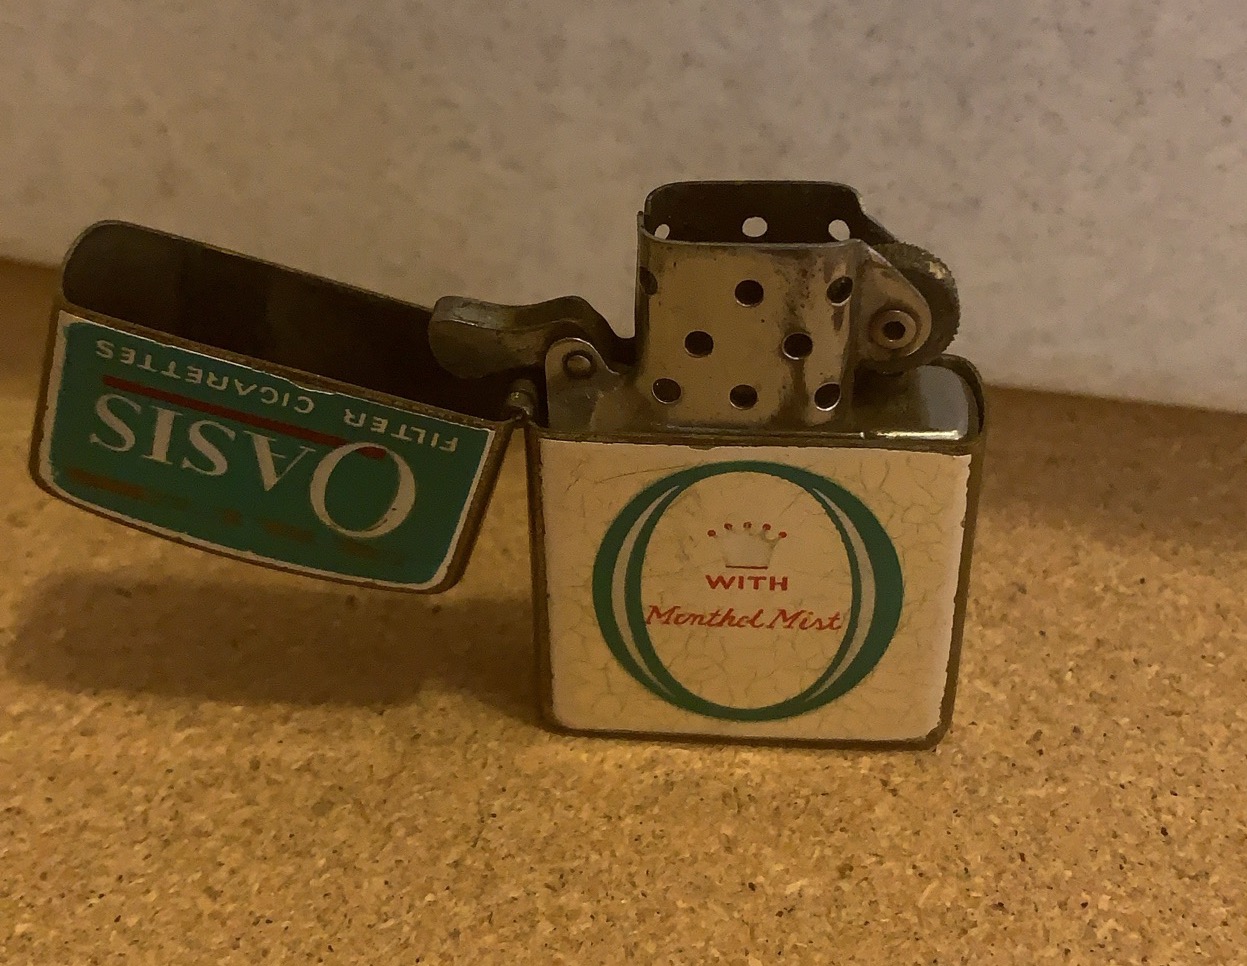 OASIS
FILTER CIGARETTES
WITH
Menthol Mist